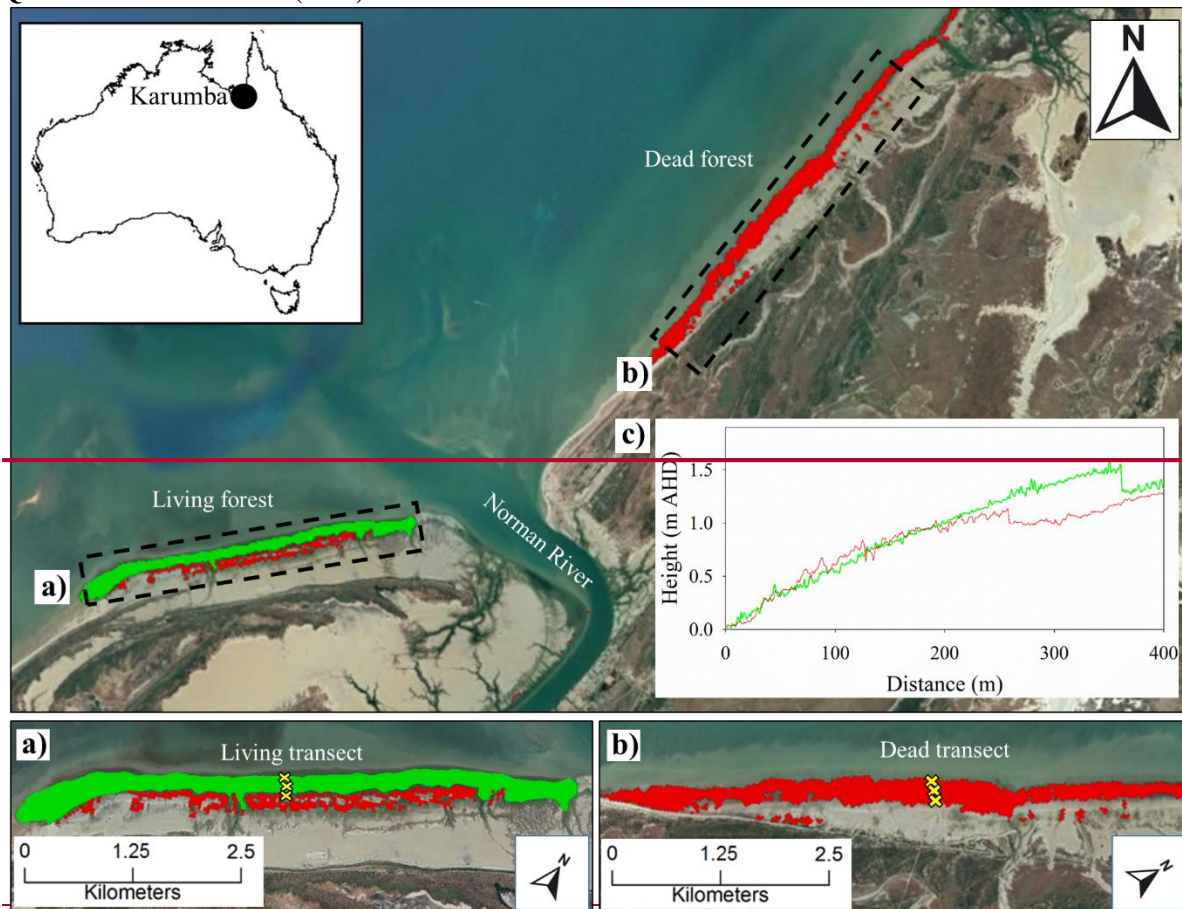 Karumba
N
Dead forest
b)
c)
Living forest
Norman River
a)
Height (m AHD)
1.5
1.0
0.5
0.0
0
100
200
300
400
Distance (m)
a)
Living transect
0
1.25
2.5
Kilometers
N
b)
Dead transect
0
1.25
2.5
Kilometers
N